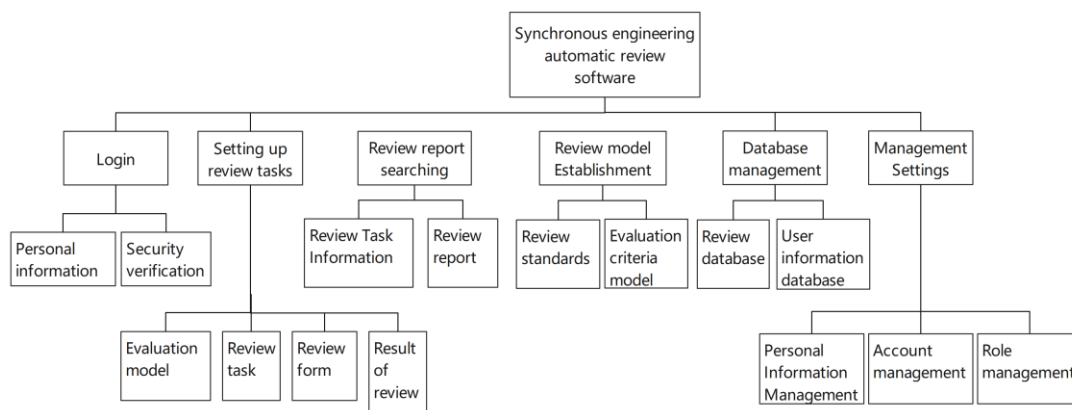 Synchronous engineering
automatic review
software
Login
Setting up
review tasks
Review report
searching
Review model
Establishment
Database
management
Management
Settings
Personal
information
Security
verification
Review Task
Information
Review
report
Review
standards
Evaluation
criteria
model
Review
database
User
information
database
Evaluation
model
Review
task
Review
form
Result
of
review
Personal
Information
Management
Account
management
Role
management